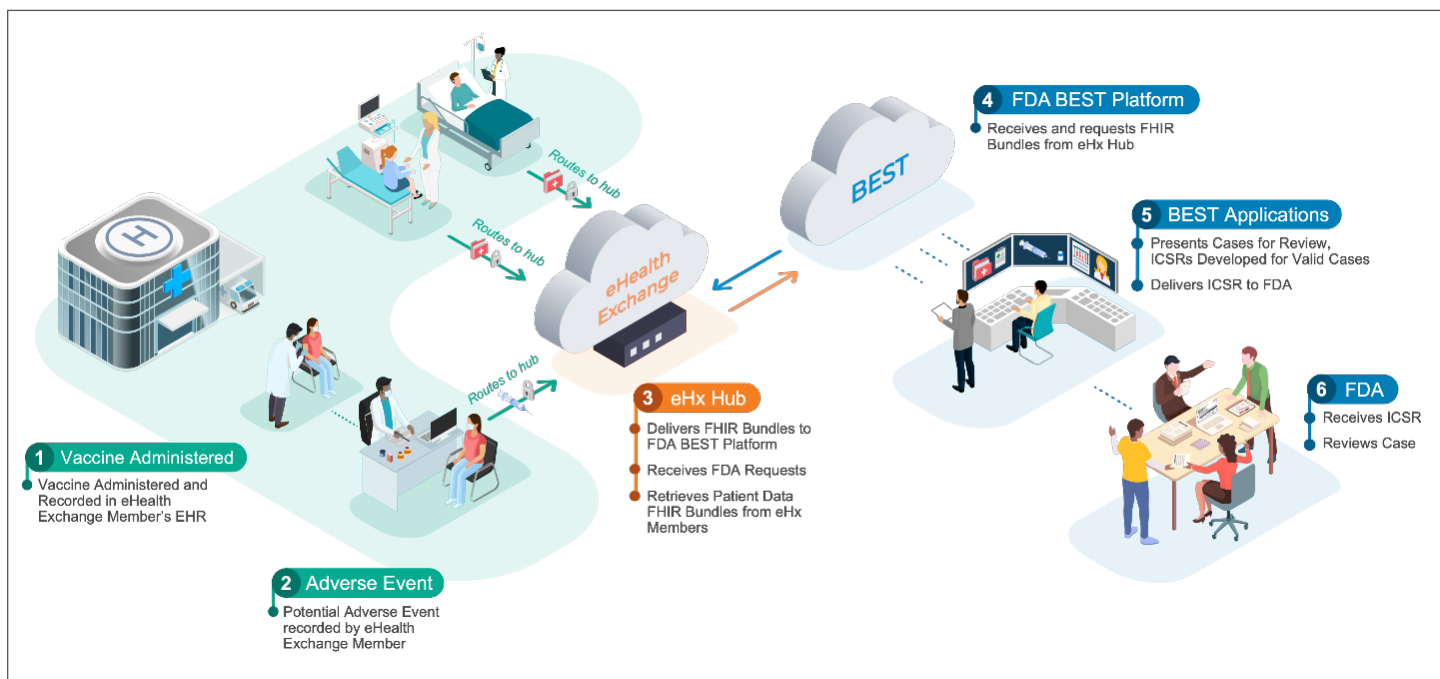 Routes to hub
Routes to hub
Routes to hub
H
eHealth
Exchange
BEST
1 Vaccine Administered
Vaccine Administered and
Recorded in eHealth
Exchange Member's EHR
2 Adverse Event
Potential Adverse Event
recorded by eHealth
Exchange Member
3 eHx Hub
Delivers FHIR Bundles to
FDA BEST Platform
Receives FDA Requests
Retrieves Patient Data
FHIR Bundles from eHx
Members
4 FDA BEST Platform
Receives and requests FHIR
Bundles from eHx Hub
5 BEST Applications
Presents Cases for Review,
ICSRs Developed for Valid Cases
Delivers ICSR to FDA
6 FDA
Receives ICSR
Reviews Case